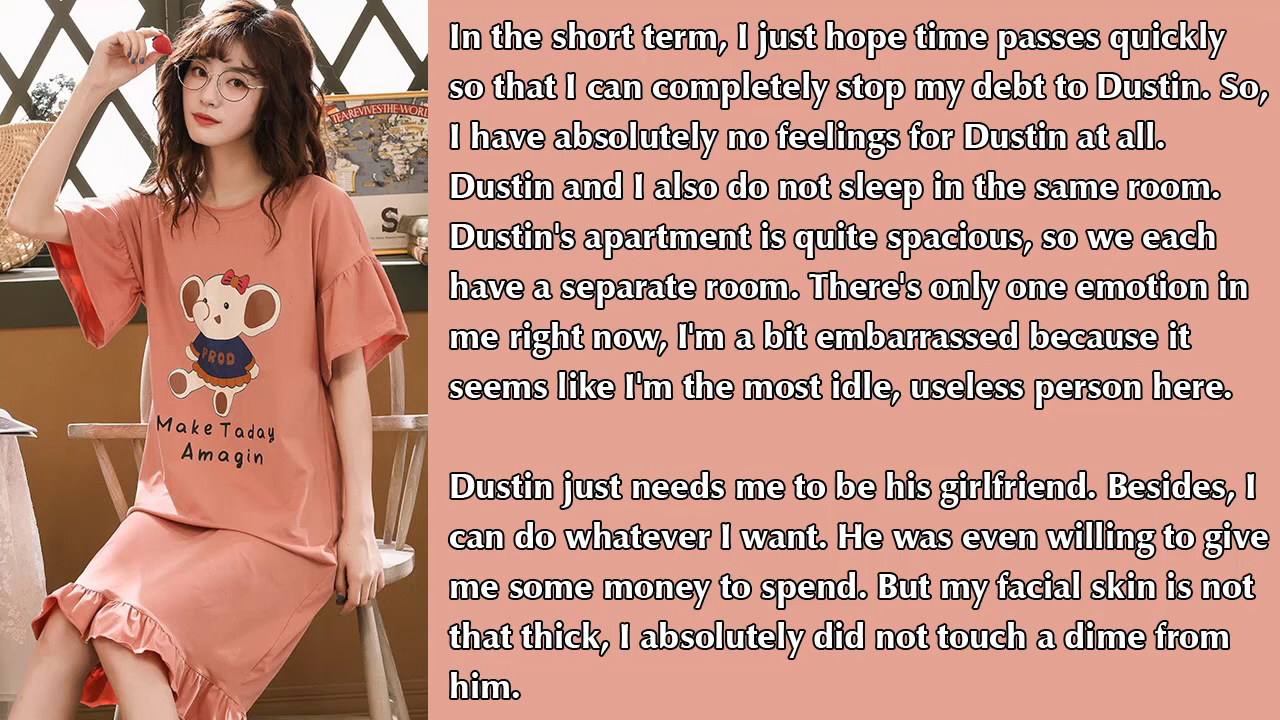 TEA REVIVES THE WORLD
S
PROD
Make Taday
Amagin
In the short term, I just hope time passes quickly
so that I can completely stop my debt to Dustin. So,
I have absolutely no feelings for Dustin at all.
Dustin and I also do not sleep in the same room.
Dustin's apartment is quite spacious, so we each
have a separate room. There's only one emotion in
me right now, I'm a bit embarrassed because it
seems like I'm the most idle, useless person here.
Dustin just needs me to be his girlfriend. Besides, I
can do whatever I want. He was even willing to give
me some money to spend. But my facial skin is not
that thick, I absolutely did not touch a dime from
him.